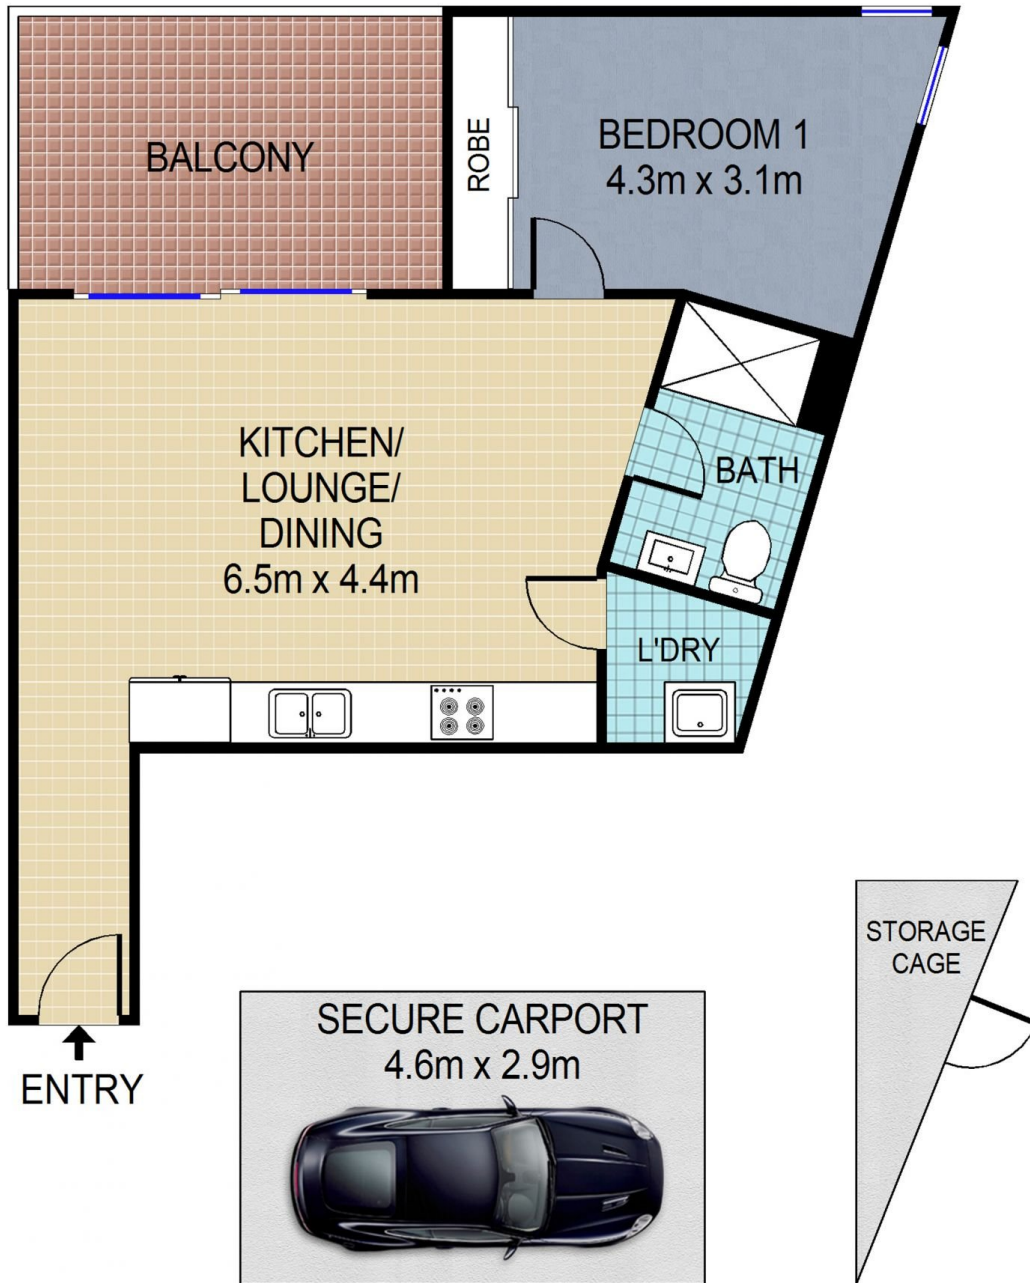 BALCONY
ROBE
BEDROOM 1
4.3m x 3.1m
KITCHEN/
LOUNGE/
DINING
6.5m x 4.4m
BATH
L'DRY
STORAGE
CAGE
SECURE CARPORT
4.6m x 2.9m
ENTRY